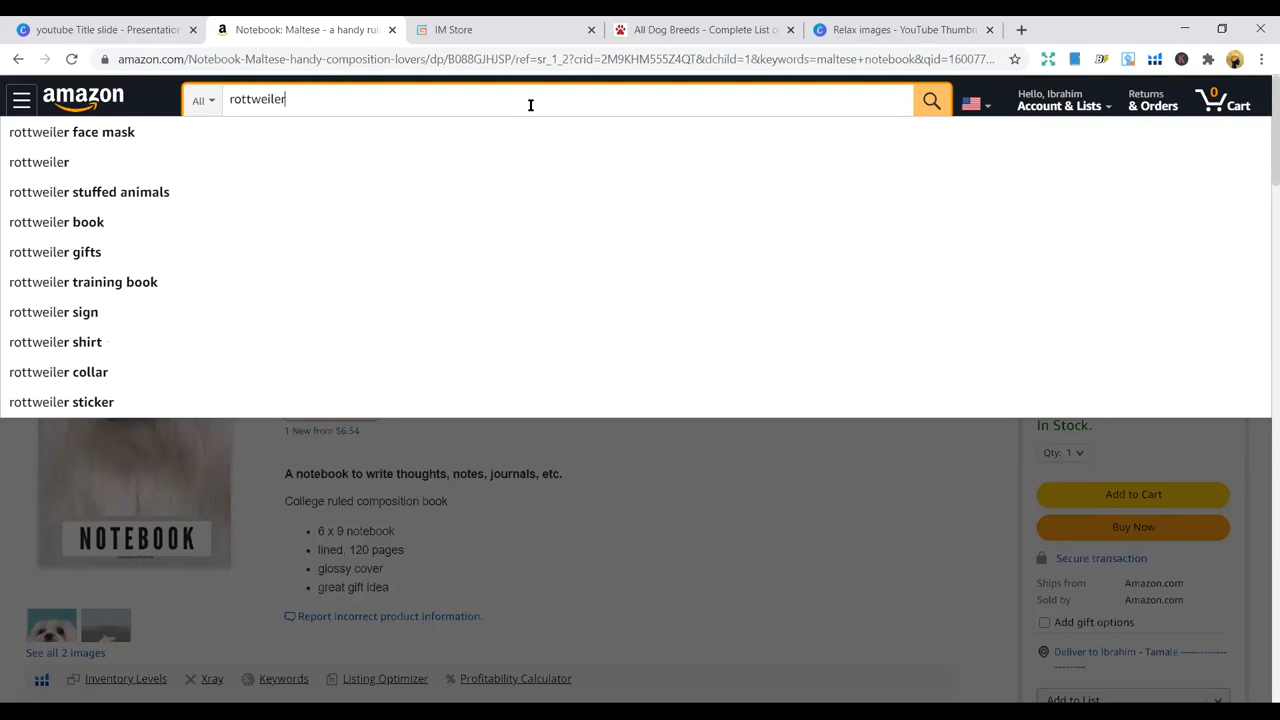 youtube Title slide - Presentation
Notebook: Maltese - a handy rul
IM Store
All Dog Breeds - Complete List o
Relax images - YouTube Thumbn
amazon.com/Notebook-Maltese-handy-composition-lover/dp/B88GJHJSP/ref=sr_1_2?crid=2M9KHM555Z4QT&dchild=1&keywords=maltese+notebook&qid=160077...
amazon
All
rottweiler
Hello, Ibrahim
Account & Lists
Returns
& Orders
0
Cart
rottweiler face mask
rottweiler
rottweiler stuffed animals
rottweiler book
rottweiler gifts
rottweiler training book
rottweiler sign
rottweiler shirt
rottweiler collar
rottweiler sticker
1 New from $6.54
In Stock.
Qty: 1
A notebook to write thoughts, notes, journals, etc.
College ruled composition book
Add to Cart
Buy Now
• 6 x 9 notebook
• lined, 120 pages
• glossy cover
• great gift idea
NOTEBOOK
Secure transaction
Ships from Amazon.com
Sold by Amazon.com
Report incorrect product information.
Add gift options
See all 2 images
Deliver to Ibrahim - Tamale ------------
--------
Inventory Levels
Xray
Keywords
Listing Optimizer
Profitability Calculator
Add to List